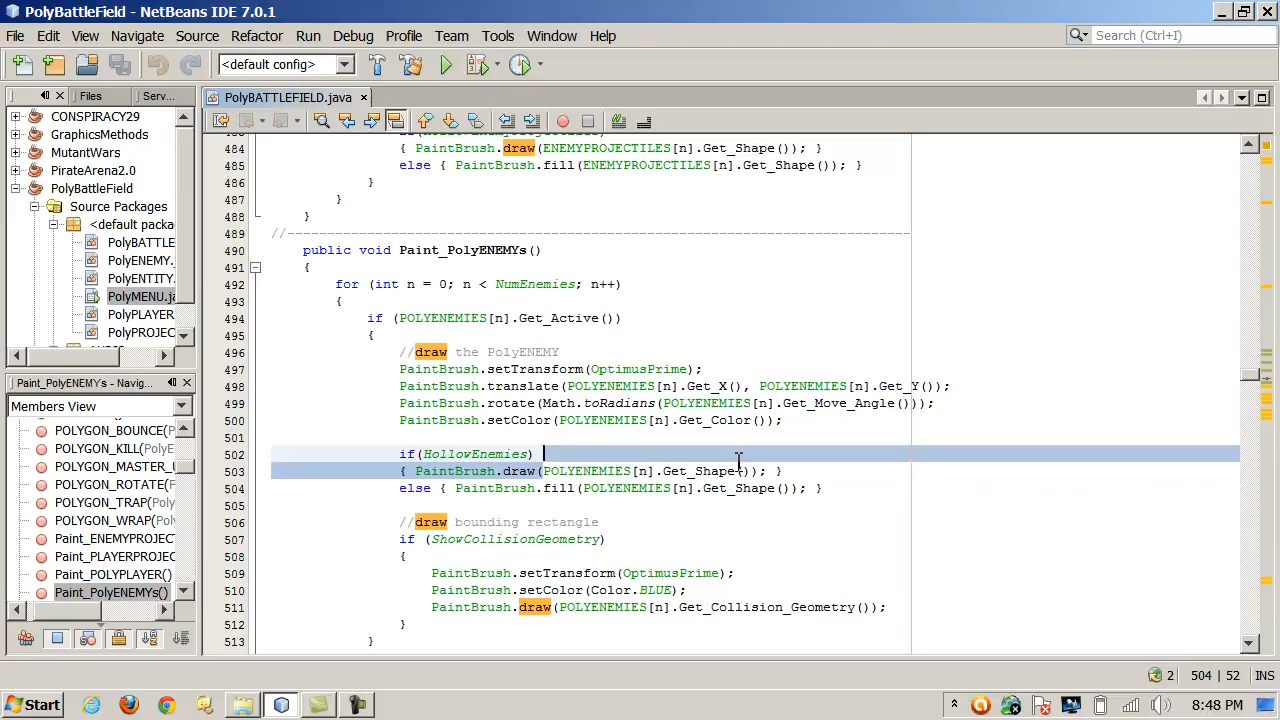 PolyBattleField - NetBeans IDE 7.0.1
File Edit View Navigate Source Refactor Run Debug Profile Team Tools Window Help
Search (Ctrl+I)
<default config>
Files Serv...
CONSPIRACY29
GraphicsMethods
MutantWars
PirateArena2.0
PolyBattleField
Source Packages
<default packa
PolyBATTLE
PolyENEMY.j
PolyENTITY.
PolyMENU.ja
PolyPLAYER
PolyPROJEC
Paint_PolyENEMYs - Navig...
Members View
POLYGON_BOUNCE(P
POLYGON_KILL(PolyE
POLYGON_MASTER_U
POLYGON_ROTATE(P
POLYGON_TRAP(Poly
POLYGON_WRAP(Pol
Paint_ENEMYPROJEC
Paint_PLAYERPROJEC
Paint_POLYPLAYER()
Paint_PolyENEMYs()
PolyBATTLEFIELD.java
484 { PaintBrush.draw(ENEMYPROJECTILES[n].Get_Shape()); }
485 else { PaintBrush.fill(ENEMYPROJECTILES[n].Get_Shape()); }
486 }
487 }
488 }
489 //------------------------------------------------------------------------------
490 public void Paint_PolyENEMYs()
491 {
492 for (int n = 0; n < NumEnemies; n++)
493 {
494 if (POLYENEMIES[n].Get_Active())
495 {
496 //draw the PolyENEMY
497 PaintBrush.setTransform(OptimusPrime);
498 PaintBrush.translate(POLYENEMIES[n].Get_X(), POLYENEMIES[n].Get_Y());
499 PaintBrush.rotate(Math.toRadians(POLYENEMIES[n].Get_Move_Angle()));
500 PaintBrush.setColor(POLYENEMIES[n].Get_Color());
501
502 if(HollowEnemies)
503 { PaintBrush.draw(POLYENEMIES[n].Get_Shape()); }
504 else { PaintBrush.fill(POLYENEMIES[n].Get_Shape()); }
505
506 //draw bounding rectangle
507 if (ShowCollisionGeometry)
508 {
509 PaintBrush.setTransform(OptimusPrime);
510 PaintBrush.setColor(Color.BLUE);
511 PaintBrush.draw(POLYENEMIES[n].Get_Collision_Geometry());
512 }
513 }
2 504 | 52 INS
Start
8:48 PM